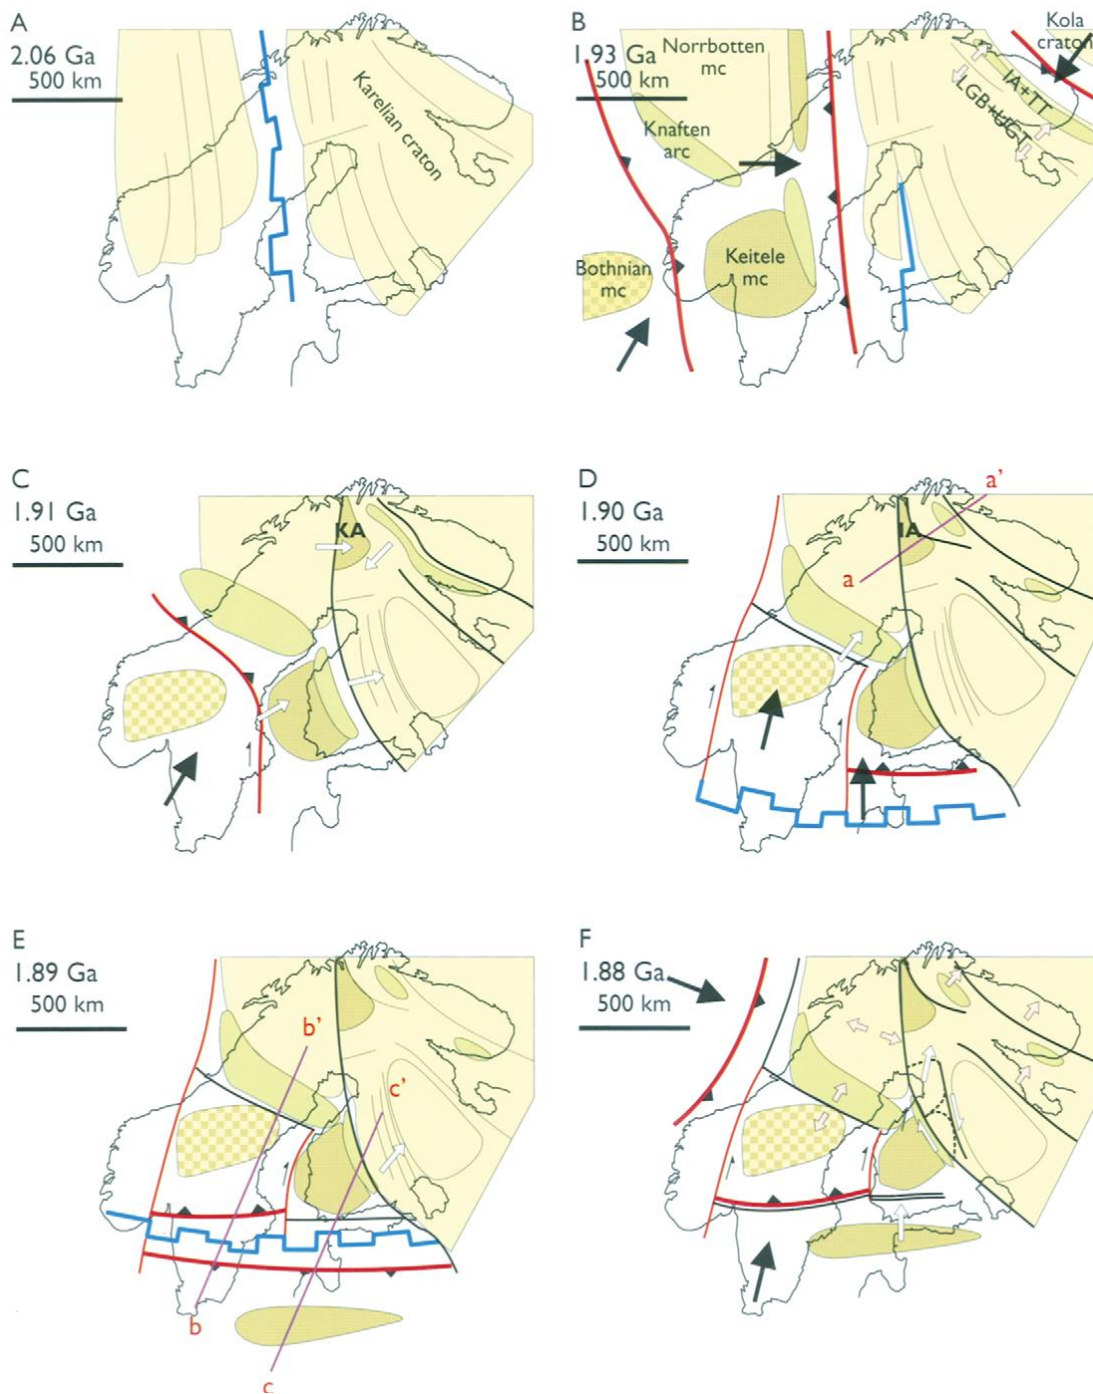 A
2.06 Ga
500 km
Karelian craton
B
1.93 Ga
500 km
Norrbotten
mc
Kola
craton
IA+TT
LGB+UGT
Knaften
arc
Bothnian
mc
Keitele
mc
C
1.91 Ga
500 km
KA
D
1.90 Ga
500 km
a'
IA
a
E
1.89 Ga
500 km
b'
c'
b
c
F
1.88 Ga
500 km